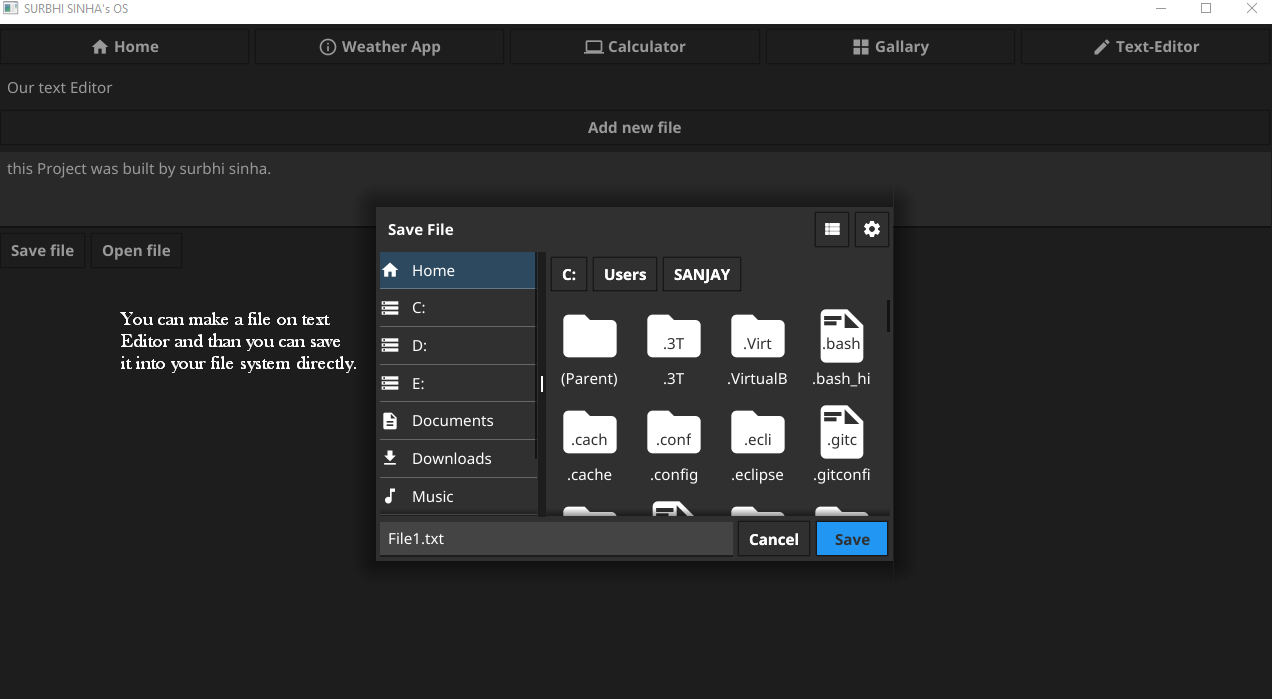 SURBHI SINHA's OS
Home Weather App Calculator Gallary Text-Editor
Our text Editor
Add new file
this Project was built by surbhi sinha.
Save file Open file
You can make a file on text
Editor and than you can save
it into your file system directly.
Save File
Home
C:
D:
E:
Documents
Downloads
Music
C: Users SANJAY
.3T .Virt .bash
(Parent) .3T .VirtualB .bash_hi
.cach .conf .ecli .gitc
.cache .config .eclipse .gitconfi
File1.txt Cancel Save